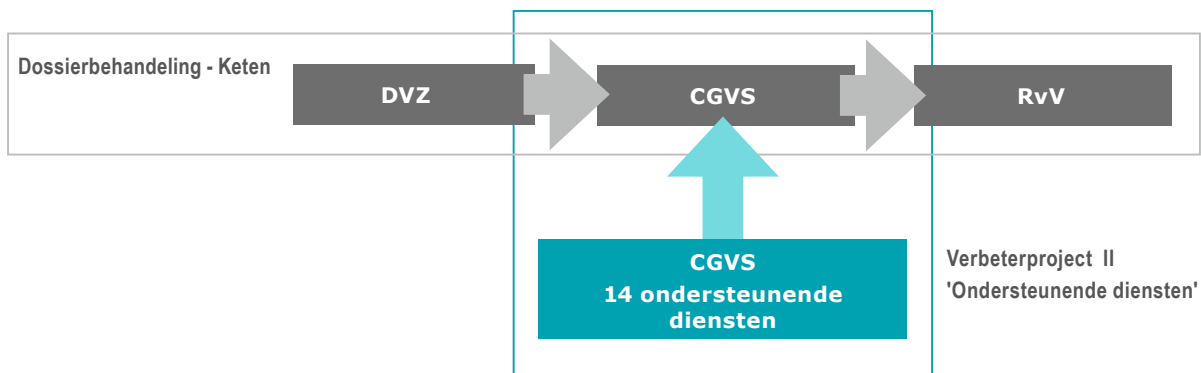 Dossierbehandeling - Keten
DVZ
CGVS
RvV
CGVS
14 ondersteunende
diensten
Verbeterproject II
'Ondersteunende diensten'